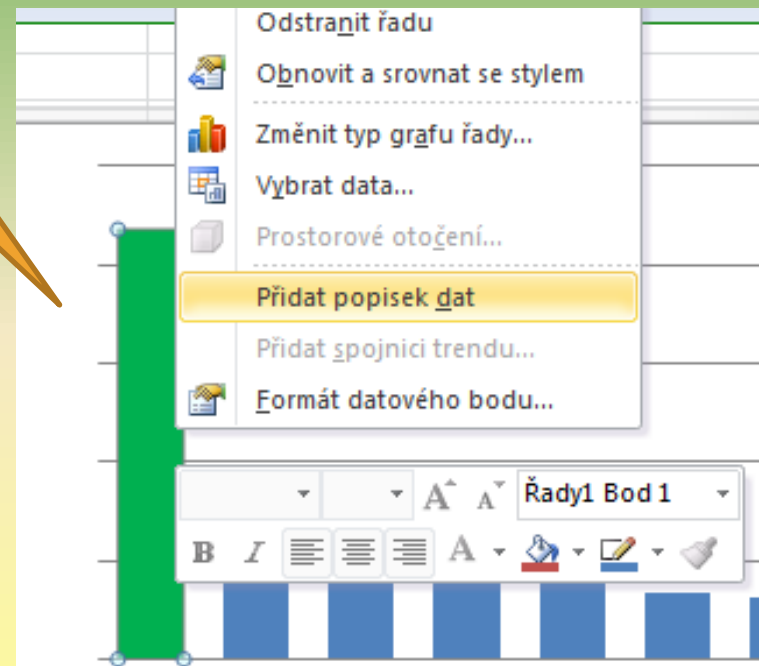 Odstranit řadu
Obnovit a srovnat se stylem
Změnit typ grafu řady...
Vybrat data...
Prostorové otočení...
Přidat popisek dat
Přidat spojnici trendu...
Formát datového bodu...
A A Řady1 Bod 1
B I A